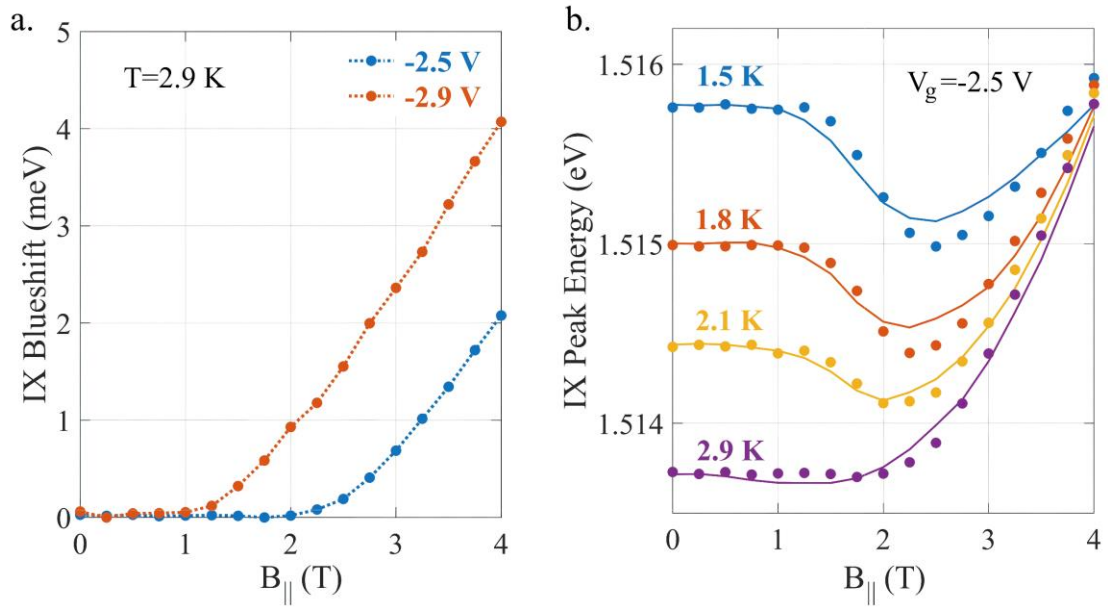 a.
5
4
3
2
1
0
IX Blueshift (meV)
T=2.9 K
-2.5 V
-2.9 V
0 1 2 3 4
B|| (T)
b.
1.516
1.515
1.514
IX Peak Energy (eV)
1.5 K
Vg=-2.5 V
1.8 K
2.1 K
2.9 K
0 1 2 3 4
B|| (T)